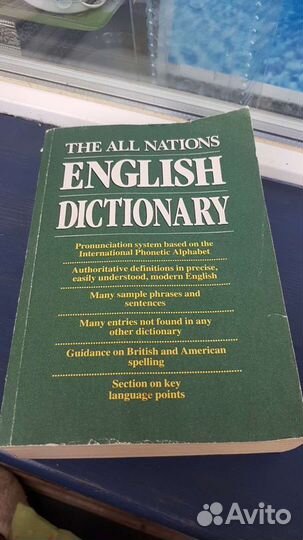 THE ALL NATIONS
ENGLISH
DICTIONARY
Pronunciation system based on the
International Phonetic Alphabet
Authoritative definitions in precise,
easily understood, modern English
Many sample phrases and
sentences
Many entries not found in any
other dictionary
Guidance on British and American
spelling
Section on key
language points
Avito